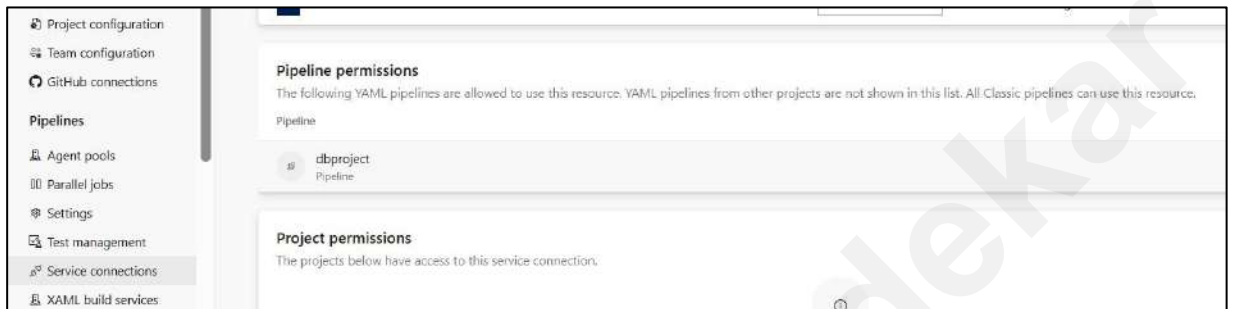 Project configuration
Team configuration
GitHub connections
Pipelines
Agent pools
Parallel jobs
Settings
Test management
Service connections
XAML build services
Pipeline permissions
The following YAML pipelines are allowed to use this resource. YAML pipelines from other projects are not shown in this list. All Classic pipelines can use this resource.
Pipeline
dbproject
Pipeline
Project permissions
The projects below have access to this service connection.
dekar